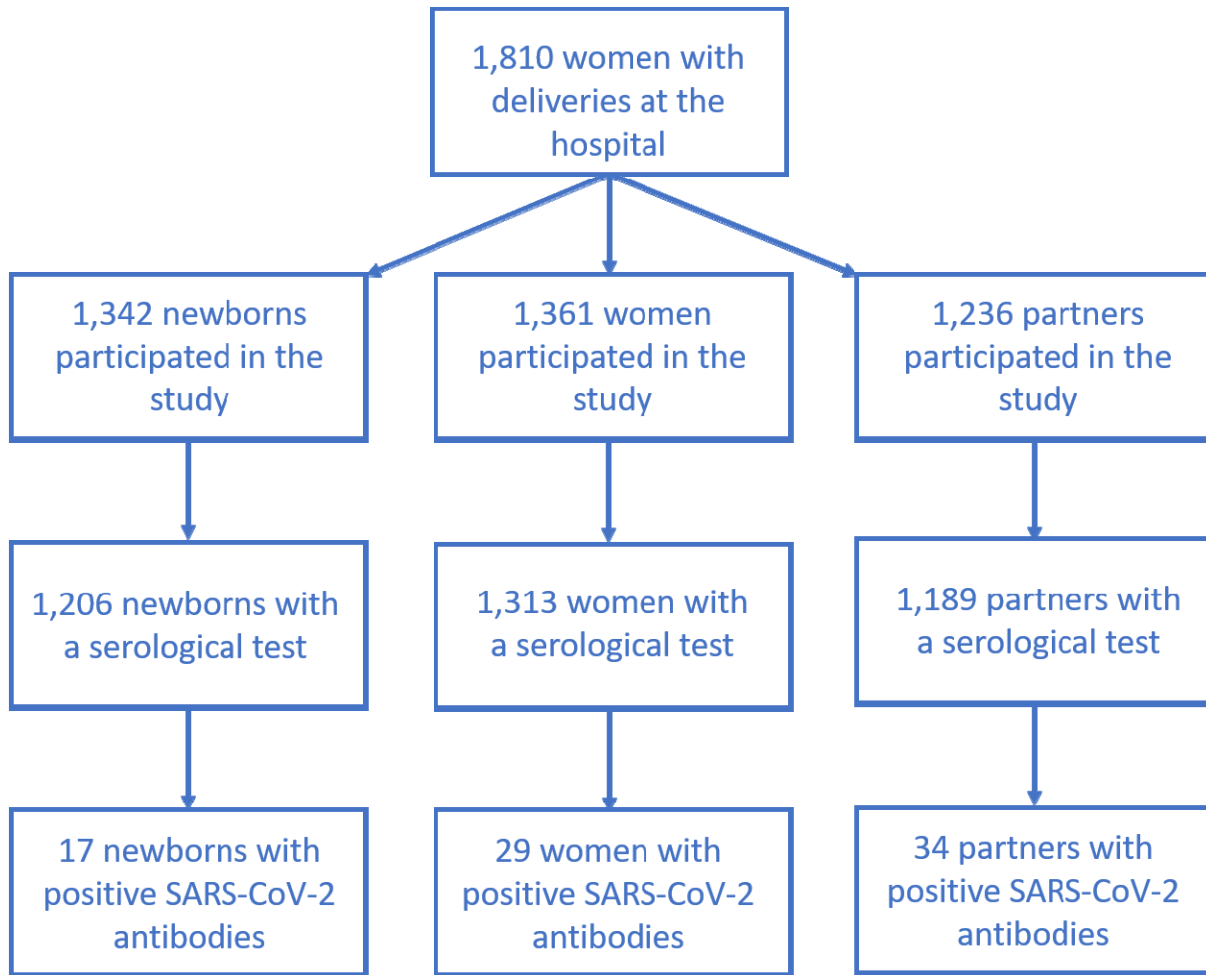 1,810 women with
deliveries at the
hospital
1,342 newborns
participated in the
study
1,361 women
participated in the
study
1,236 partners
participated in the
study
1,206 newborns with
a serological test
1,313 women with
a serological test
1,189 partners with
a serological test
17 newborns with
positive SARS-CoV-2
antibodies
29 women with
positive SARS-CoV-2
antibodies
34 partners with
positive SARS-CoV-2
antibodies